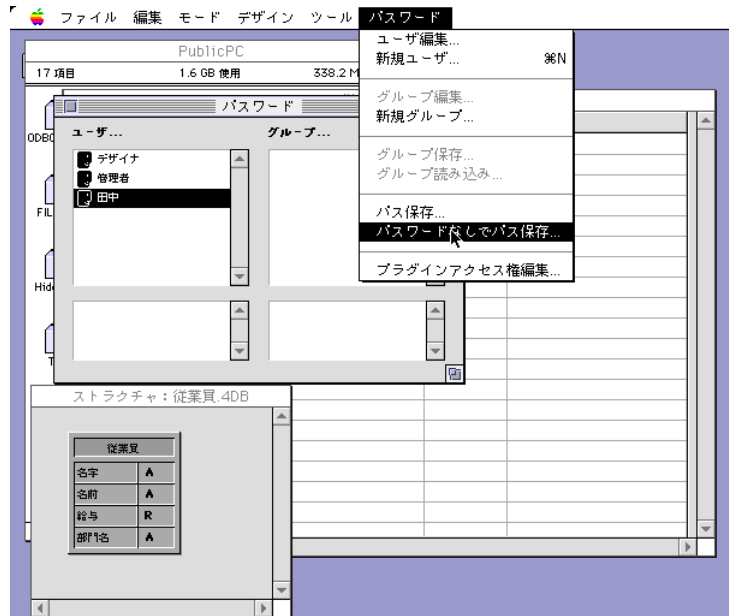 ファイル 編集 モード デザイン ツール パスワード
PublicPC
17 項目 1.6 GB 使用 338.2 M
ユーザ編集...
新規ユーザ... ⌘N
グループ編集...
新規グループ...
グループ保存...
グループ読み込み...
パス保存...
パスワードなしでパス保存...
プラグインアクセス権編集...
パスワード
ユーザ... グループ...
デザイナ
管理者
田中
ODBC
FIL
Hide
T
ストラクチャ：従業員.4DB
従業員
名字 A
名前 A
給与 R
部門名 A